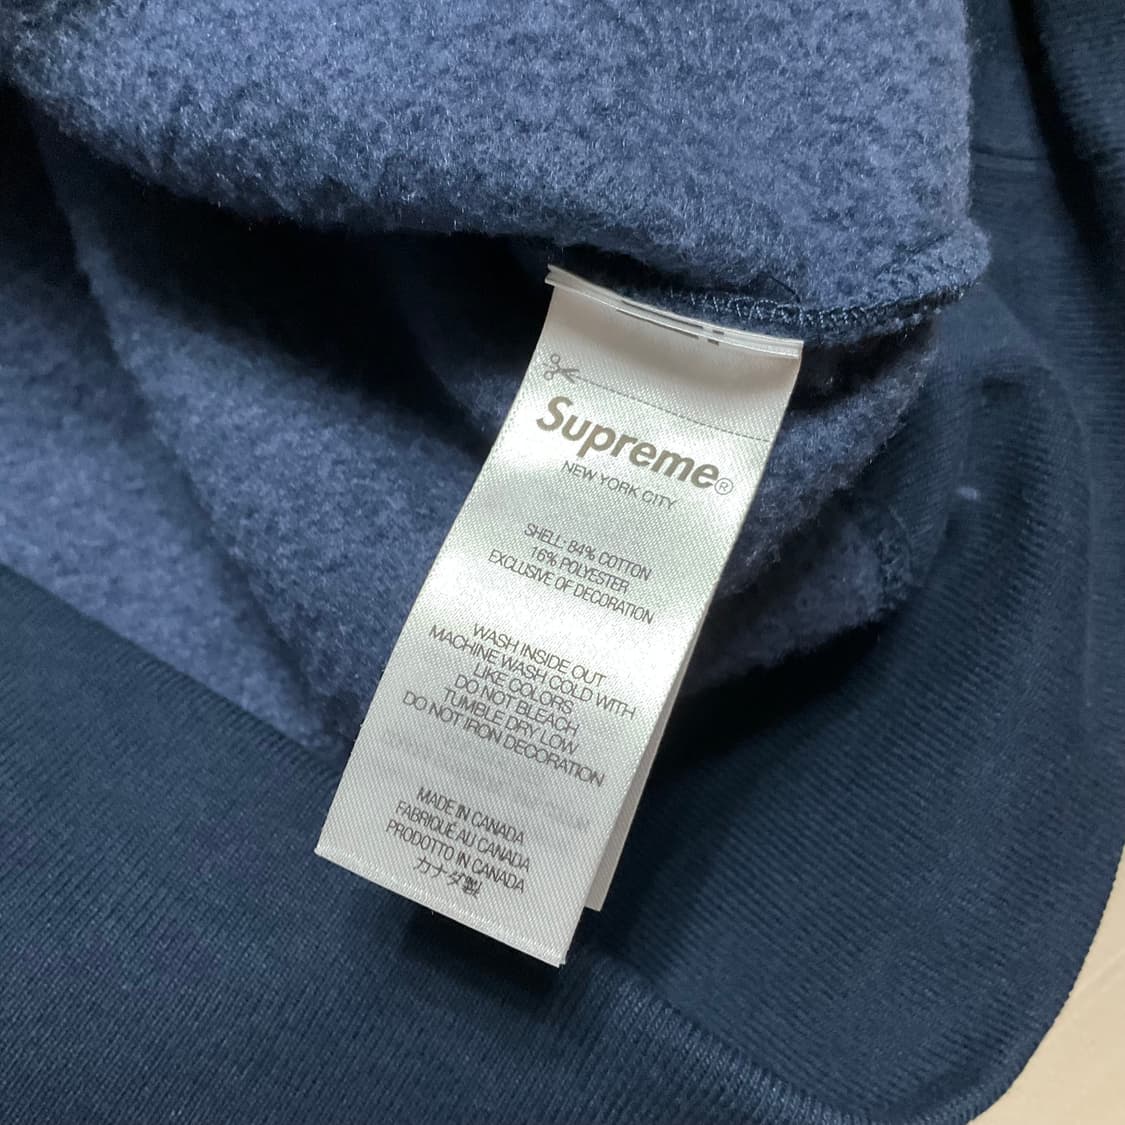 Supreme®
NEW YORK CITY
SHELL: 84% COTTON
16% POLYESTER
EXCLUSIVE OF DECORATION
WASH INSIDE OUT
MACHINE WASH COLD WITH
LIKE COLORS
DO NOT BLEACH
TUMBLE DRY LOW
DO NOT IRON DECORATION
MADE IN CANADA
FABRIQUÉ AU CANADA
PRODOTTO IN CANADA
カナダ製